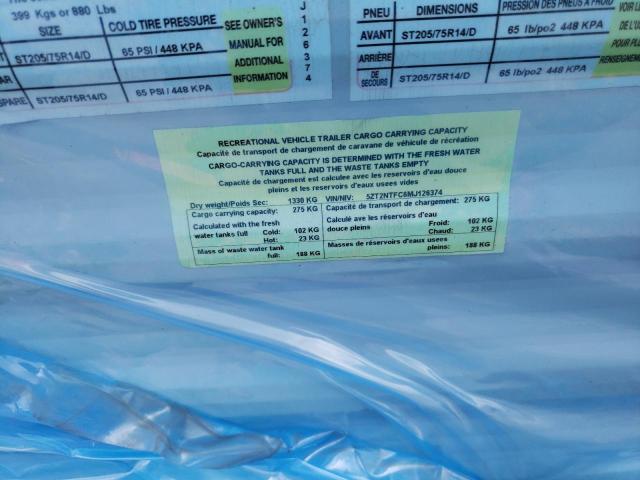 399 Kgs or 880 Lbs
SIZE
COLD TIRE PRESSURE
SEE OWNER'S
MANUAL FOR
ADDITIONAL
INFORMATION
ST205/75R14/D
65 PSI / 448 KPA
SPARE
ST205/75R14/D
65 PSI / 448 KPA
J
1
2
6
3
7
4
PNEU
DIMENSIONS
PRESSION DES PNEUS À FROID
AVANT
ST205/75R14/D
65 lb/po2 448 KPA
ARRIÈRE
DE
SECOURS
ST205/75R14/D
65 lb/po2 448 KPA
POUR PLUS
RECREATIONAL VEHICLE TRAILER CARGO CARRYING CAPACITY
Capacité de transport de chargement de caravane de véhicule de récréation
CARGO-CARRYING CAPACITY IS DETERMINED WITH THE FRESH WATER
TANKS FULL AND THE WASTE TANKS EMPTY
Capacité de chargement est calculee avec les reservoirs d'eau douce
pleins et les reservoirs d'eaux usees vides
Dry weight/Poids Sec: 1330 KG VIN/NIV: 5ZT2NTFC6MJ126374
Cargo carrying capacity: 275 KG
Capacité de transport de chargement: 275 KG
Calculated with the fresh
water tanks full Cold: 102 KG
Hot: 23 KG
Calculé ave les réservoirs d'eau
douce pleins Froid: 102 KG
Chaud: 23 KG
Mass of waste water tank
full: 188 KG
Masses de réservoirs d'eaux usees
pleins: 188 KG